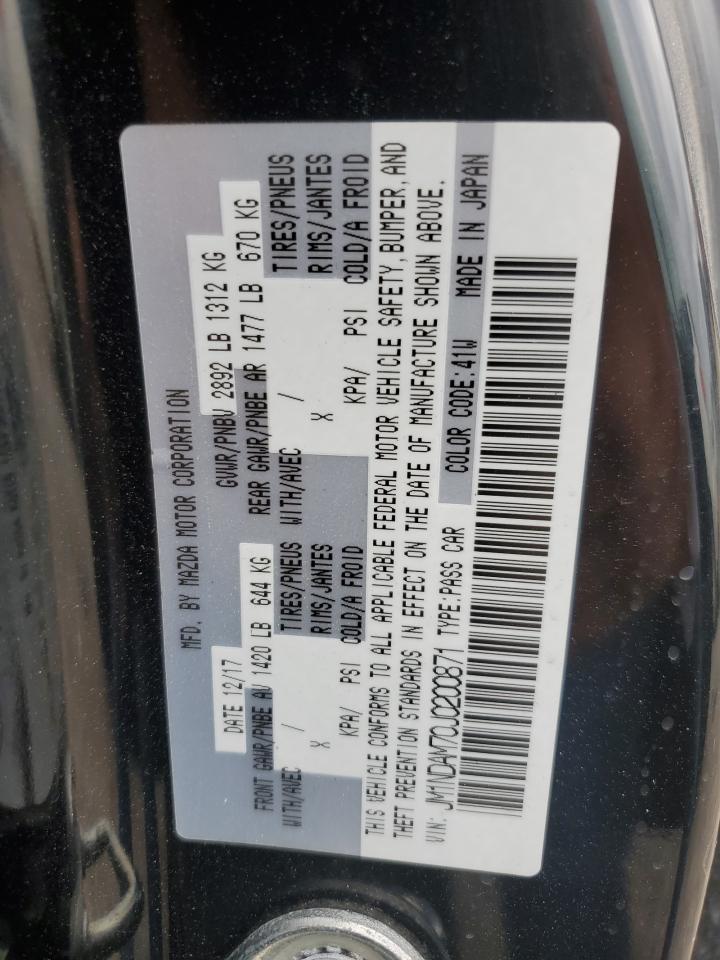 MFD. BY MAZDA MOTOR CORPORATION
DATE 12/17 GVWR/PNBV 2892 LB 1312 KG
FRONT GAWR/PNBE AV 1420 LB 644 KG REAR GAWR/PNBE AR 1477 LB 670 KG
WITH/AVEC / TIRES/PNEUS WITH/AVEC / TIRES/PNEUS
X RIMS/JANTES X RIMS/JANTES
KPA/ PSI COLD/A FROID KPA/ PSI COLD/A FROID
THIS VEHICLE CONFORMS TO ALL APPLICABLE FEDERAL MOTOR VEHICLE SAFETY, BUMPER, AND
THEFT PREVENTION STANDARDS IN EFFECT ON THE DATE OF MANUFACTURE SHOWN ABOVE.
VIN: JM1NDAM70J0200871 TYPE:PASS CAR COLOR CODE:41W MADE IN JAPAN